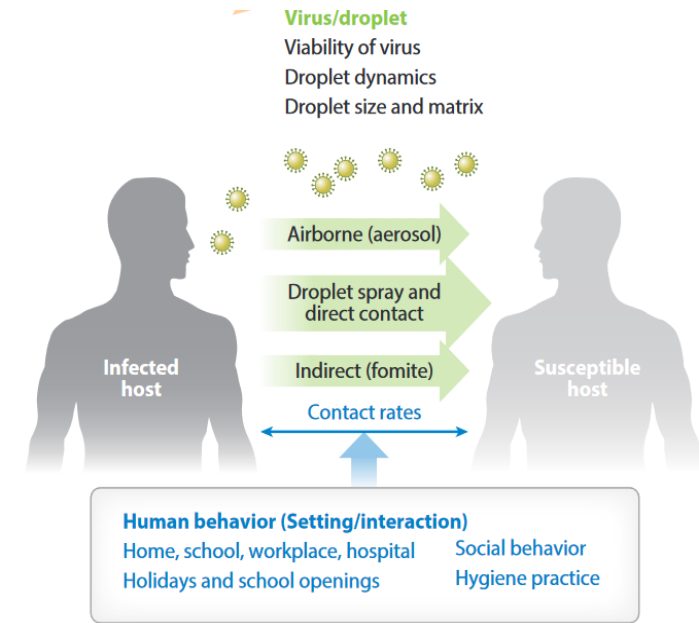 Virus/droplet
Viability of virus
Droplet dynamics
Droplet size and matrix
Airborne (aerosol)
Droplet spray and
direct contact
Infected
host
Indirect (fomite)
Susceptible
host
Contact rates
Human behavior (Setting/interaction)
Home, school, workplace, hospital
Holidays and school openings
Social behavior
Hygiene practice